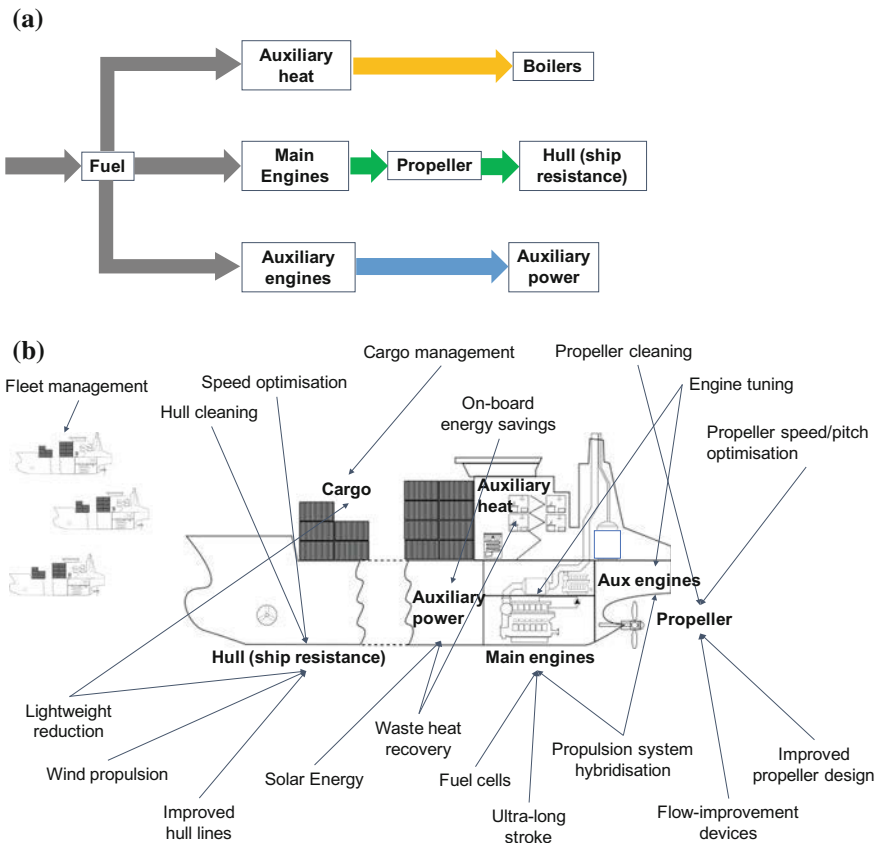 (a)
Auxiliary
heat
Boilers
Fuel
Main
Engines
Propeller
Hull (ship
resistance)
Auxiliary
engines
Auxiliary
power
(b)
Cargo management
Propeller cleaning
Fleet management
Speed optimisation
Engine tuning
Hull cleaning
On-board
energy savings
Propeller speed/pitch
optimisation
Cargo
Auxiliary
heat
Auxiliary
power
Aux engines
Propeller
Hull (ship resistance)
Main engines
Lightweight
reduction
Waste heat
recovery
Wind propulsion
Solar Energy
Fuel cells
Propulsion system
hybridisation
Improved
propeller design
Improved
hull lines
Ultra-long
stroke
Flow-improvement
devices